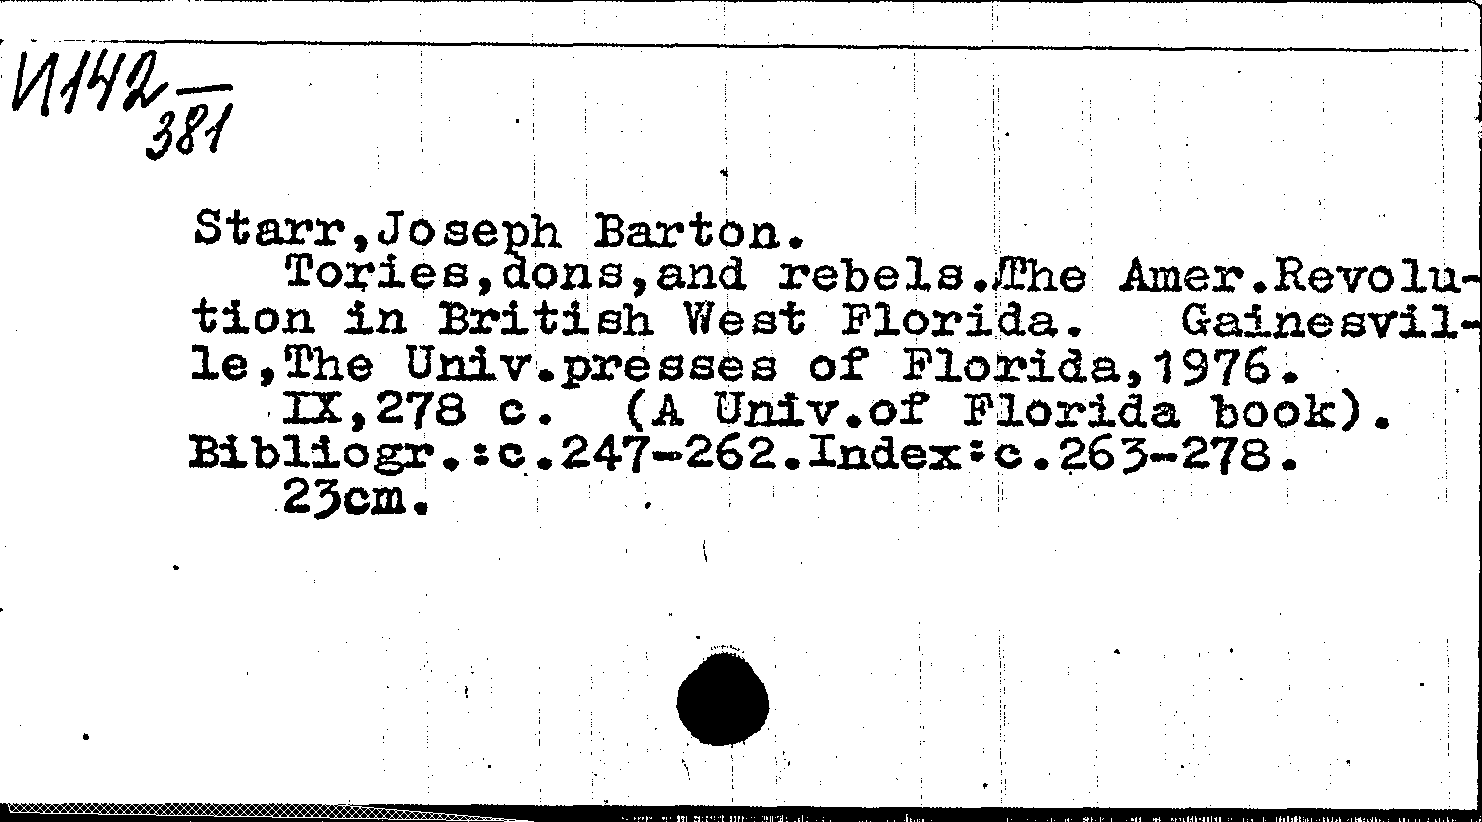 И142
381
Starr,Joseph Barton.
Tories,dons,and rebels.The Amer.Revolu-
tion in British West Florida. Gainesvil-
le,The Univ.presses of Florida,1976.
IX,278 c. (A Univ.of Florida book).
Bibliogr.:c.247-262.Index:c.263-278.
23cm.